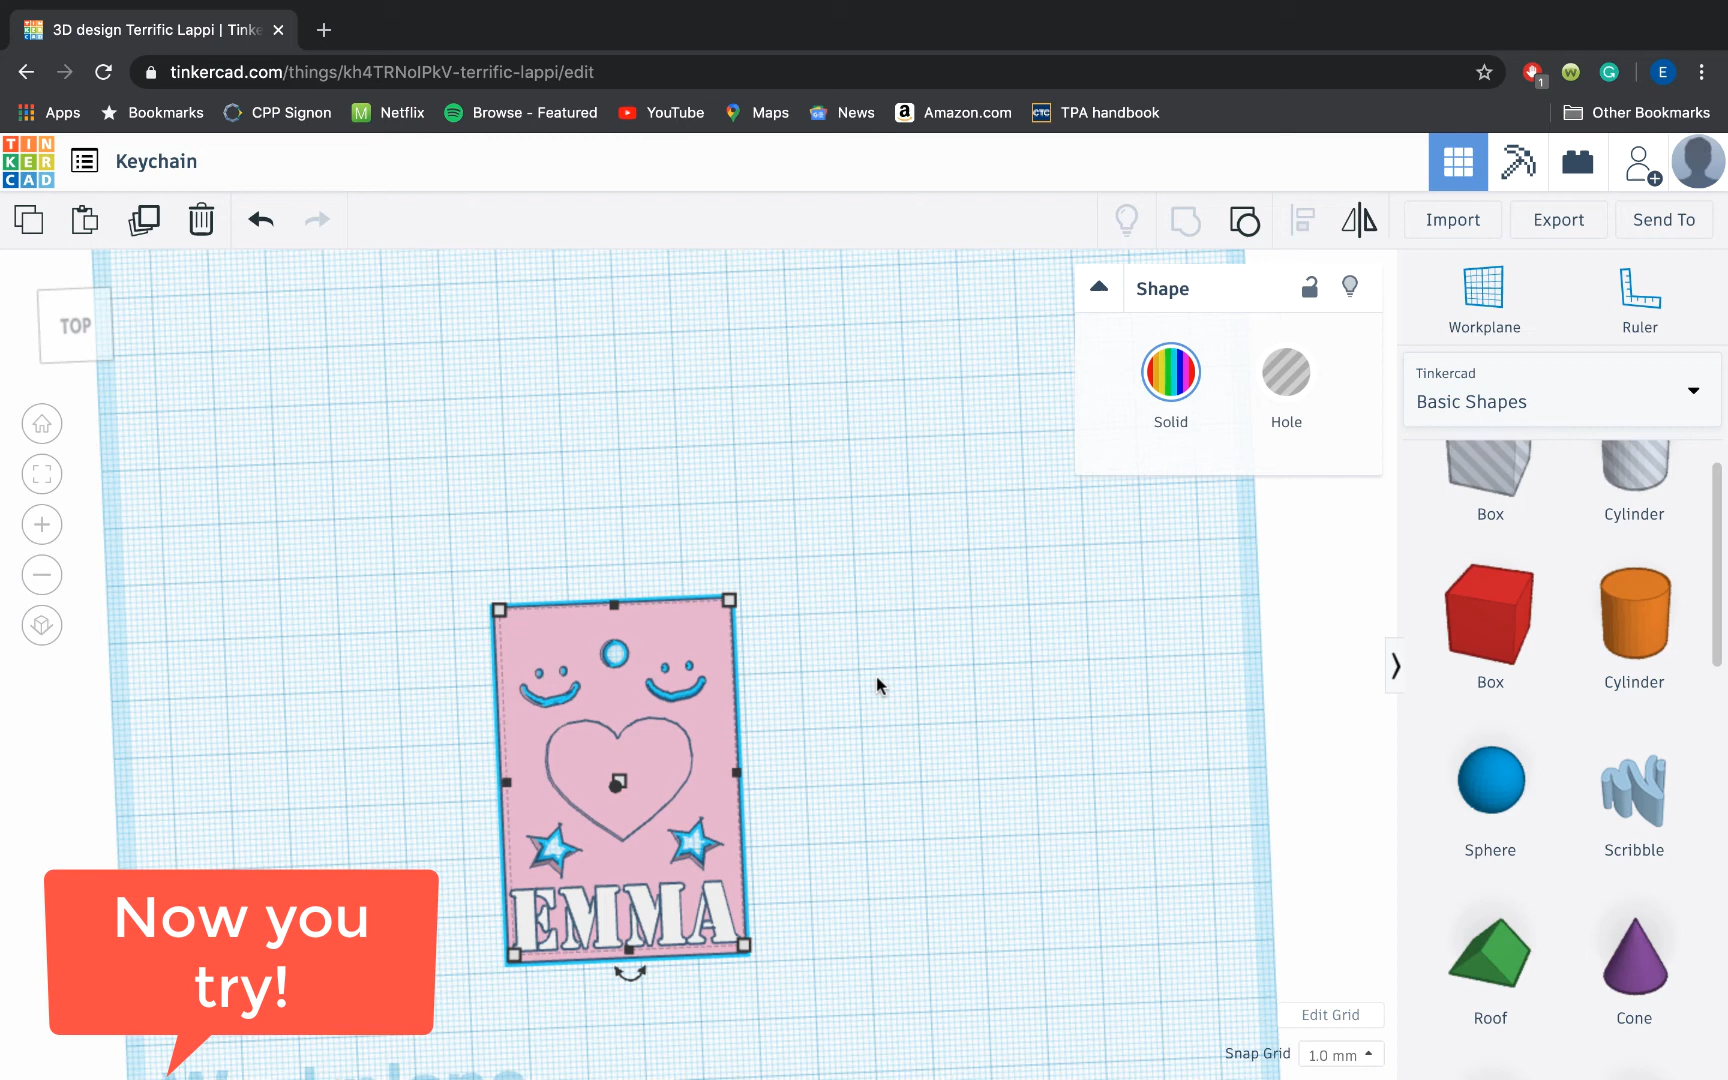 3D design Terrific Lappi | Tinke
tinkercad.com/things/kh4TRNoIPkV-terrific-lappi/edit
1
E
Apps
Bookmarks
CPP Signon
Netflix
Browse - Featured
YouTube
Maps
News
Amazon.com
TPA handbook
Other Bookmarks
TIN
KER
CAD
Keychain
Import
Export
Send To
TOP
Shape
Solid
Hole
Workplane
Ruler
Tinkercad
Basic Shapes
Box
Cylinder
Box
Cylinder
Sphere
Scribble
Roof
Cone
EMMA
Now you
try!
Edit Grid
Snap Grid
1.0 mm
Workplane